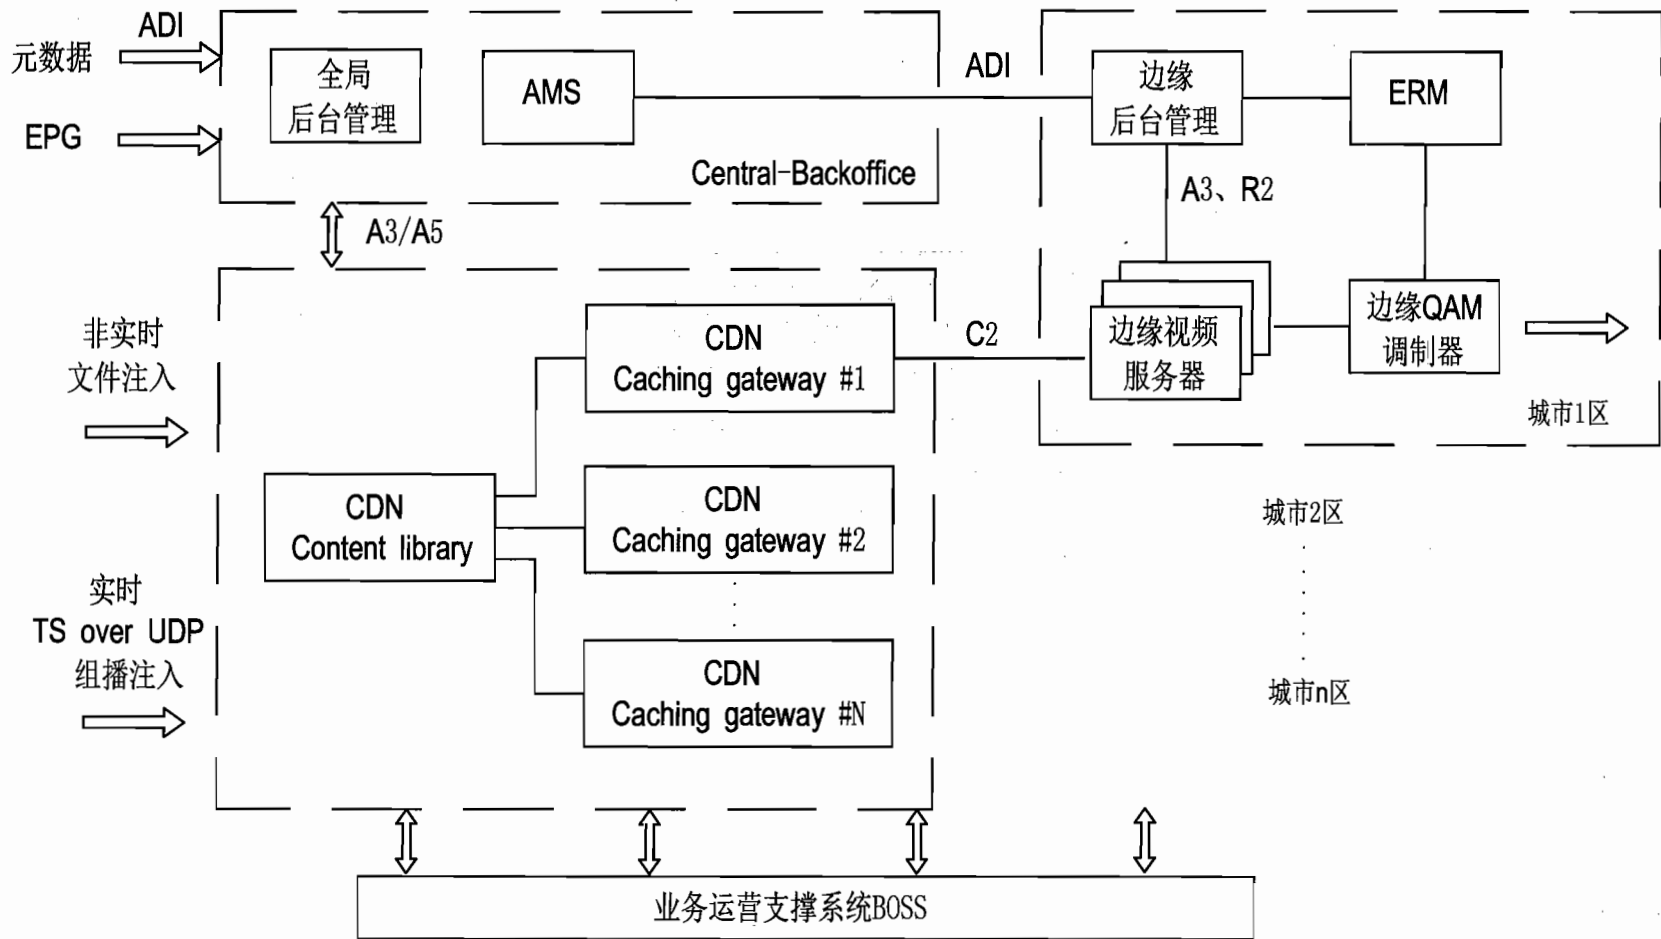 元数据
ADI
EPG
全局
后台管理
AMS
Central-Backoffice
ADI
边缘
后台管理
ERM
A3、R2
边缘视频
服务器
边缘QAM
调制器
城市1区
A3/A5
非实时
文件注入
实时
TS over UDP
组播注入
CDN
Content library
CDN
Caching gateway #1
C2
CDN
Caching gateway #2
CDN
Caching gateway #N
城市2区
城市n区
业务运营支撑系统BOSS